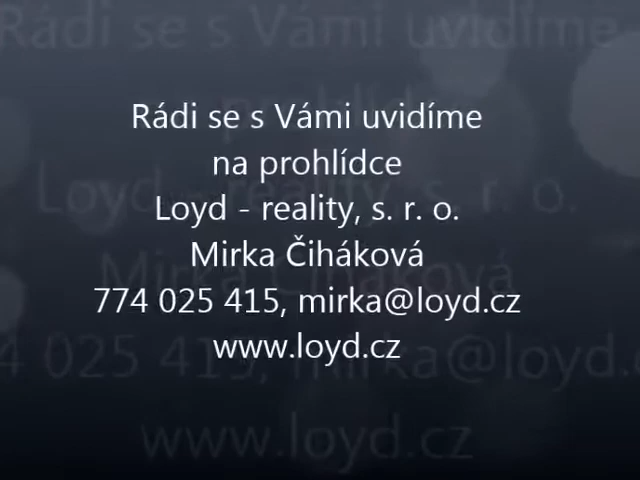 Rádi se s Vámi uvidíme
na prohlídce
Loyd - reality, s. r. o.
Mirka Čiháková
774 025 415, mirka@loyd.cz
www.loyd.cz